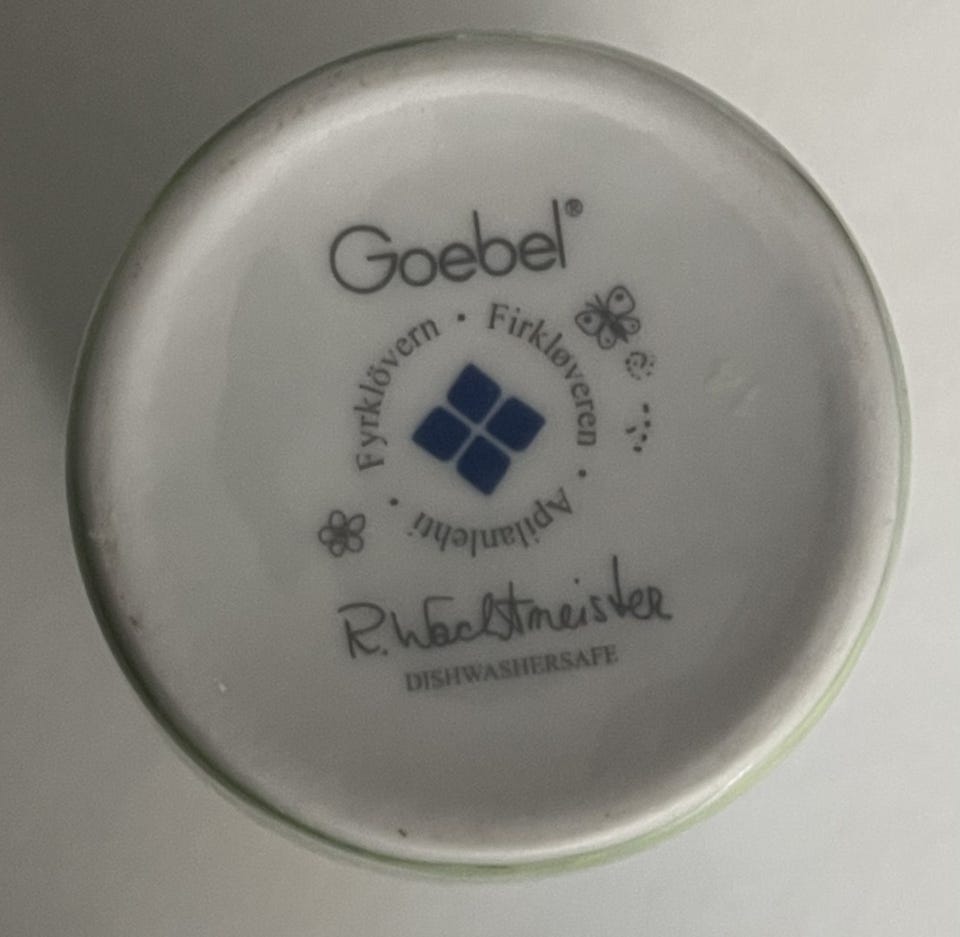 Goebel®
Fyrklövern · Firkløveren · Apilanlehti ·
R. Wachtmeister
DISHWASHERSAFE